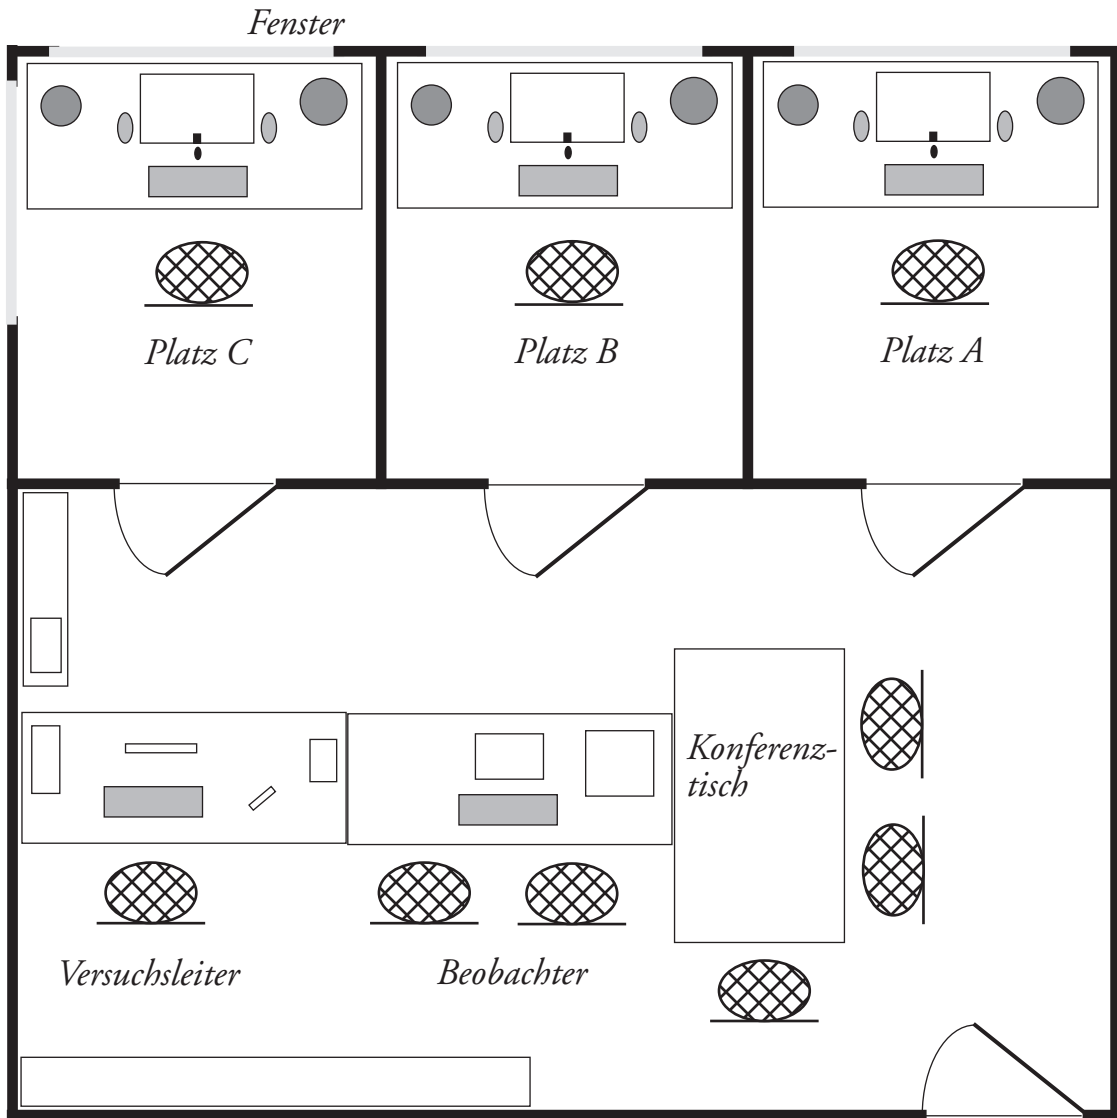 Fenster
Platz C
Platz B
Platz A
Konferenz-
tisch
Versuchsleiter
Beobachter